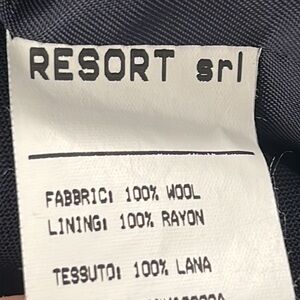 RESORT srl
FABBRIC: 100% WOOL
LINING: 100% RAYON
TESSUTO: 100% LANA